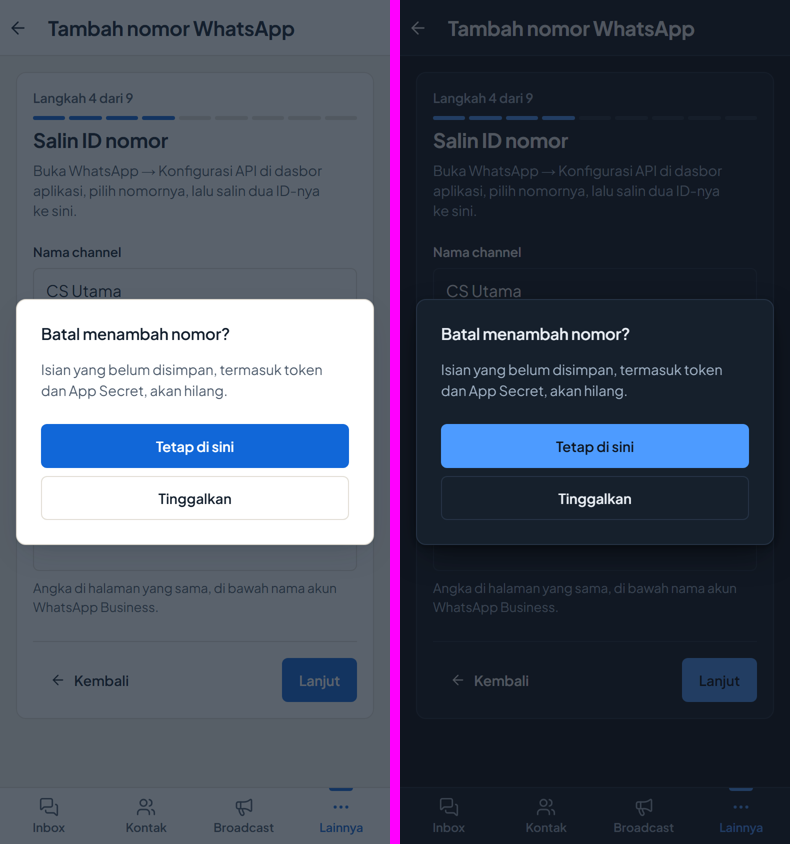 Tambah nomor WhatsApp
Langkah 4 dari 9
Salin ID nomor
Buka WhatsApp → Konfigurasi API di dasbor
aplikasi, pilih nomornya, lalu salin dua ID-nya
ke sini.
Nama channel
CS Utama
Batal menambah nomor?
Isian yang belum disimpan, termasuk token
dan App Secret, akan hilang.
Tetap di sini
Tinggalkan
Angka di halaman yang sama, di bawah nama akun
WhatsApp Business.
← Kembali
Lanjut
Inbox
Kontak
Broadcast
Lainnya
Tambah nomor WhatsApp
Langkah 4 dari 9
Salin ID nomor
Buka WhatsApp → Konfigurasi API di dasbor
aplikasi, pilih nomornya, lalu salin dua ID-nya
ke sini.
Nama channel
CS Utama
Batal menambah nomor?
Isian yang belum disimpan, termasuk token
dan App Secret, akan hilang.
Tetap di sini
Tinggalkan
Angka di halaman yang sama, di bawah nama akun
WhatsApp Business.
← Kembali
Lanjut
Inbox
Kontak
Broadcast
Lainnya